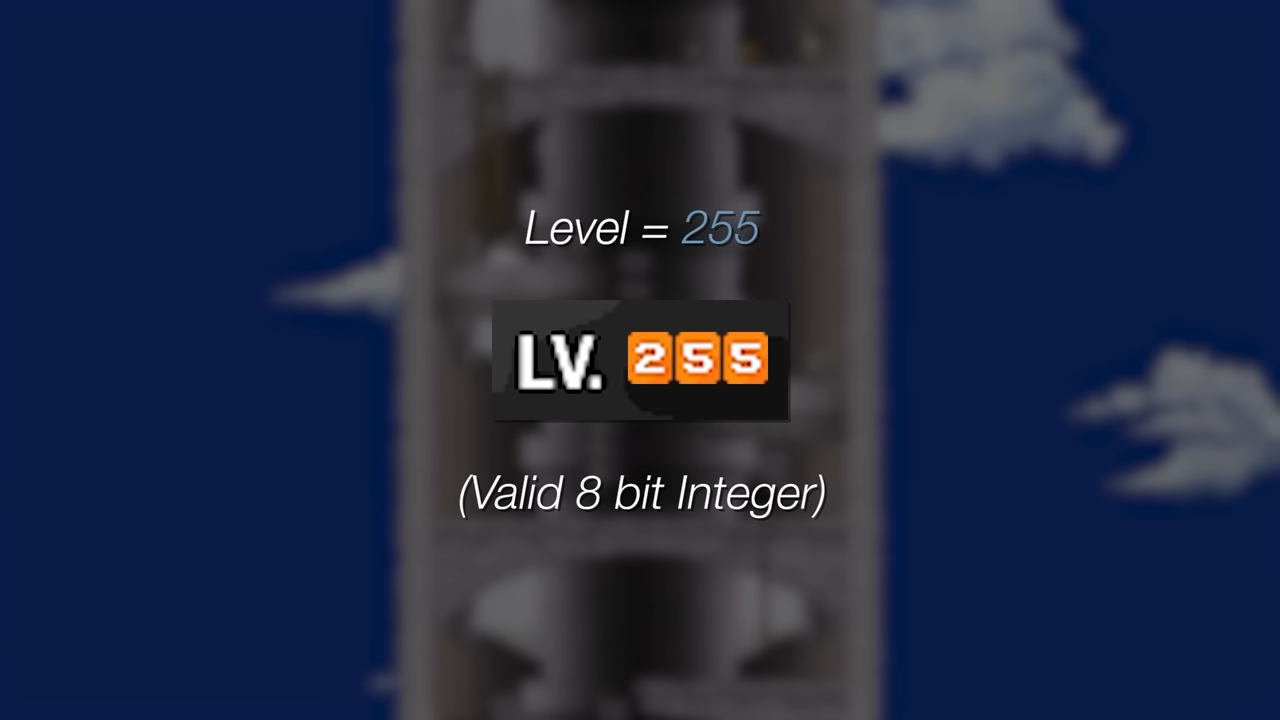 Level = 255
LV. 255
(Valid 8 bit Integer)